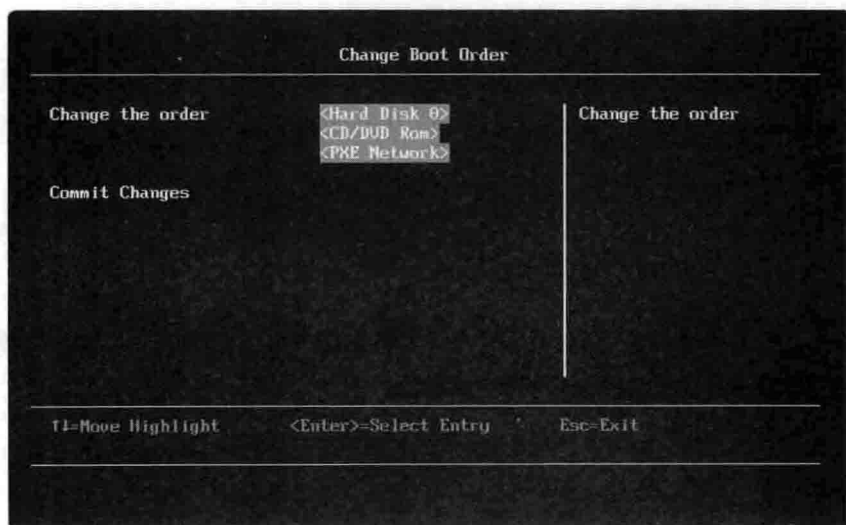 Change Boot Order
Change the order
<Hard Disk 0>
<CD/DVD Rom>
<PXE Network>
Change the order
Commit Changes
↑↓=Move Highlight
<Enter>=Select Entry
Esc=Exit